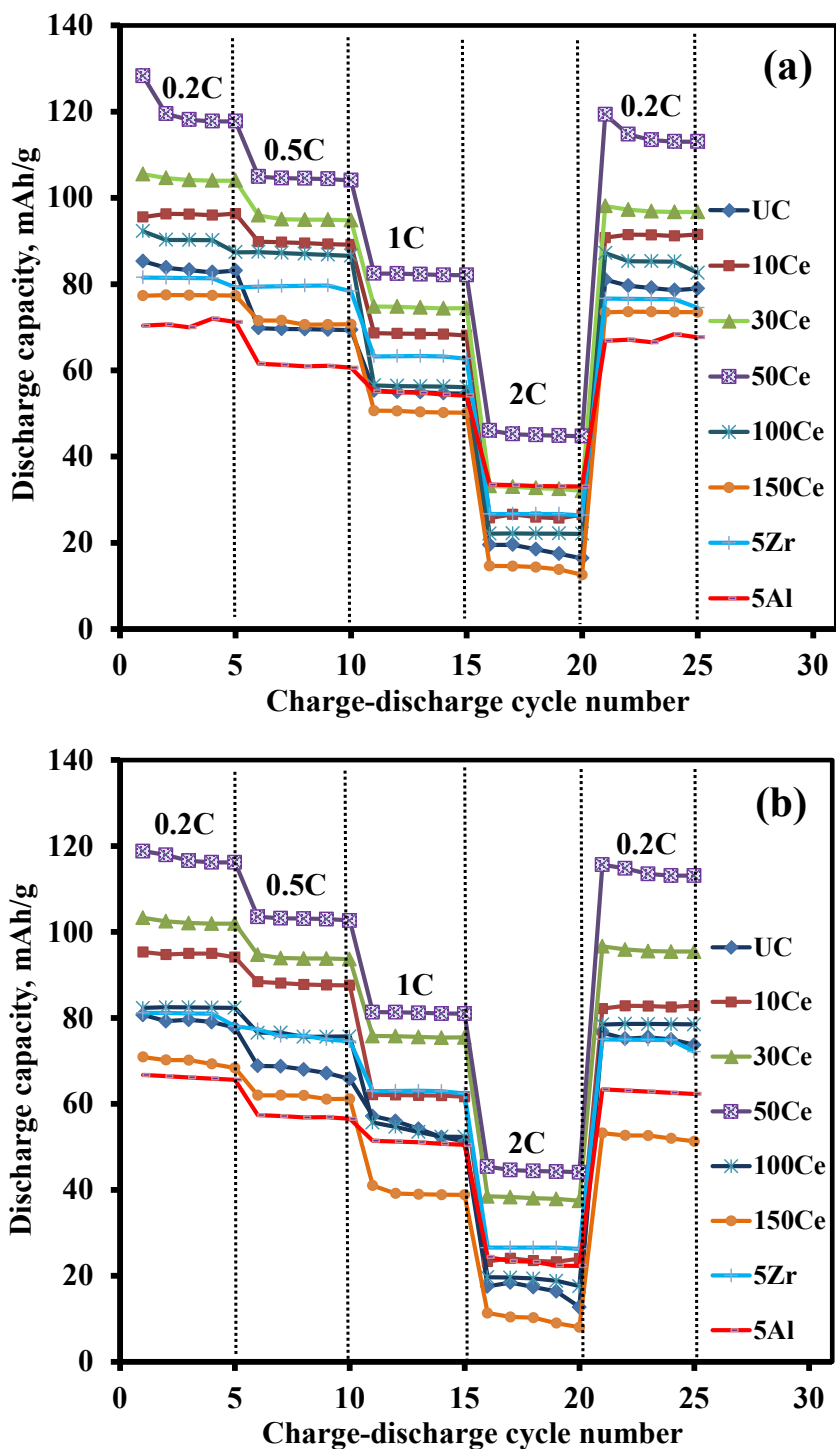 140
(a)
0.2C
0.2C
120
0.5C
100
UC
1C
10Ce
80
30Ce
60
50Ce
2C
100Ce
40
150Ce
20
5Zr
5Al
0
0 5 10 15 20 25 30
Discharge capacity, mAh/g
Charge-discharge cycle number
140
(b)
0.2C
0.2C
120
0.5C
100
UC
1C
10Ce
80
30Ce
60
50Ce
2C
100Ce
40
150Ce
20
5Zr
5Al
0
0 5 10 15 20 25 30
Discharge capacity, mAh/g
Charge-discharge cycle number